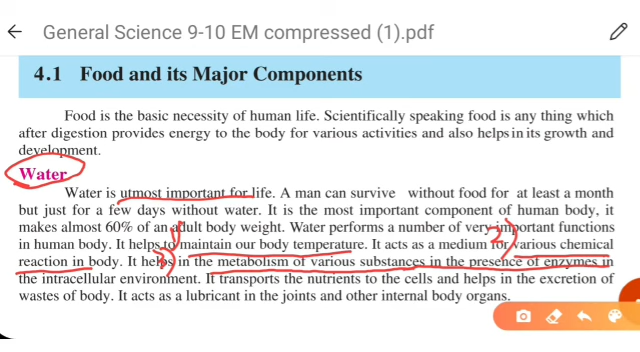 General Science 9-10 EM compressed (1).pdf
4.1 Food and its Major Components
Food is the basic necessity of human life. Scientifically speaking food is any thing which
after digestion provides energy to the body for various activities and also helps in its growth and
development.
Water
Water is utmost important for life. A man can survive without food for at least a month
but just for a few days without water. It is the most important component of human body, it
makes almost 60% of an adult body weight. Water performs a number of very important functions
in human body. It helps to maintain our body temperature. It acts as a medium for various chemical
reaction in body. It helps in the metabolism of various substances in the presence of enzymes in
the intracellular environment. It transports the nutrients to the cells and helps in the excretion of
wastes of body. It acts as a lubricant in the joints and other internal body organs.